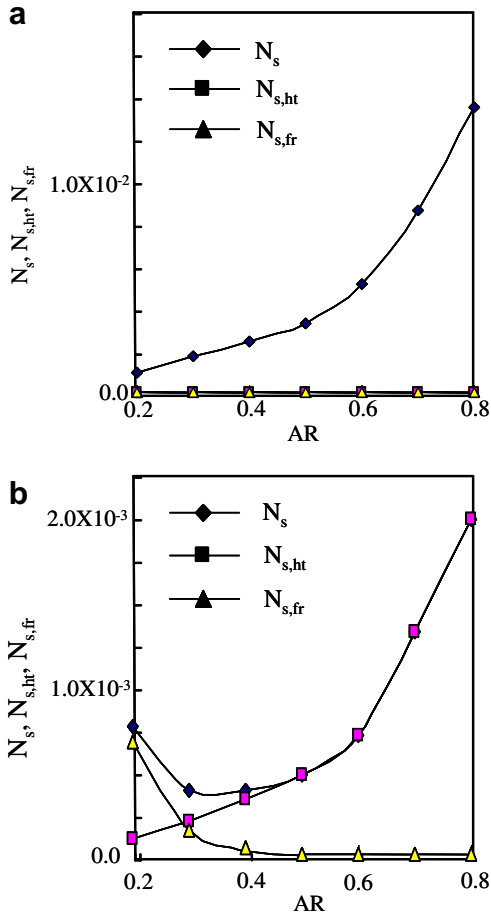 a
N_s
N_s,ht
N_s,fr
N_s, N_s,ht, N_s,fr
1.0X10^-2
0.0
0.2 0.4 0.6 0.8
AR
b
N_s
N_s,ht
N_s,fr
N_s, N_s,ht, N_s,fr
2.0X10^-3
1.0X10^-3
0.0
0.2 0.4 0.6 0.8
AR